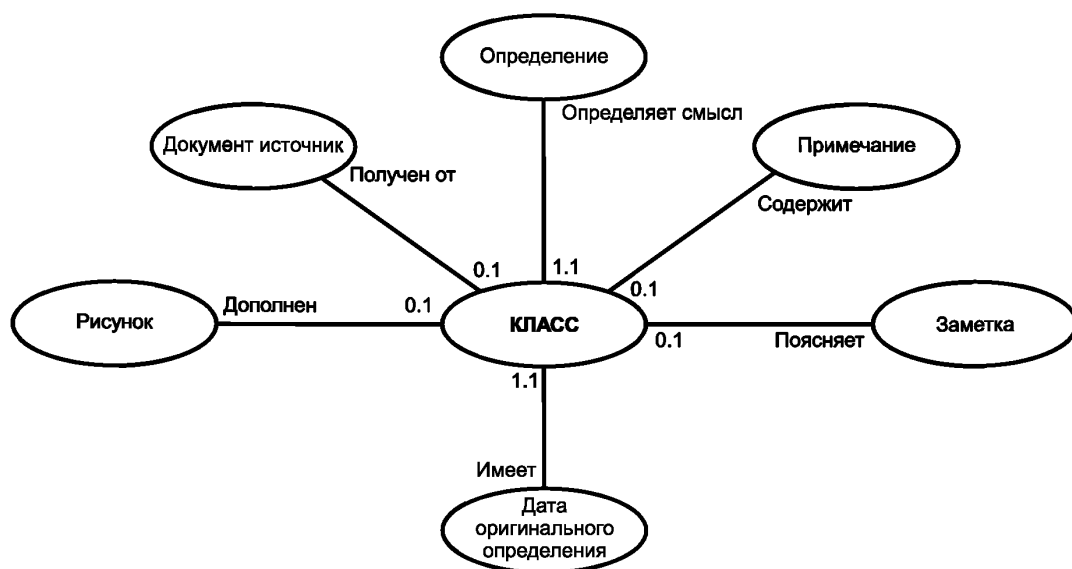 Определение
Определяет смысл
Документ источник
Примечание
Получен от
Содержит
0.1
1.1
0.1
Рисунок
Дополнен
0.1
КЛАСС
0.1
Поясняет
Заметка
1.1
Имеет
Дата
оригинального
определения